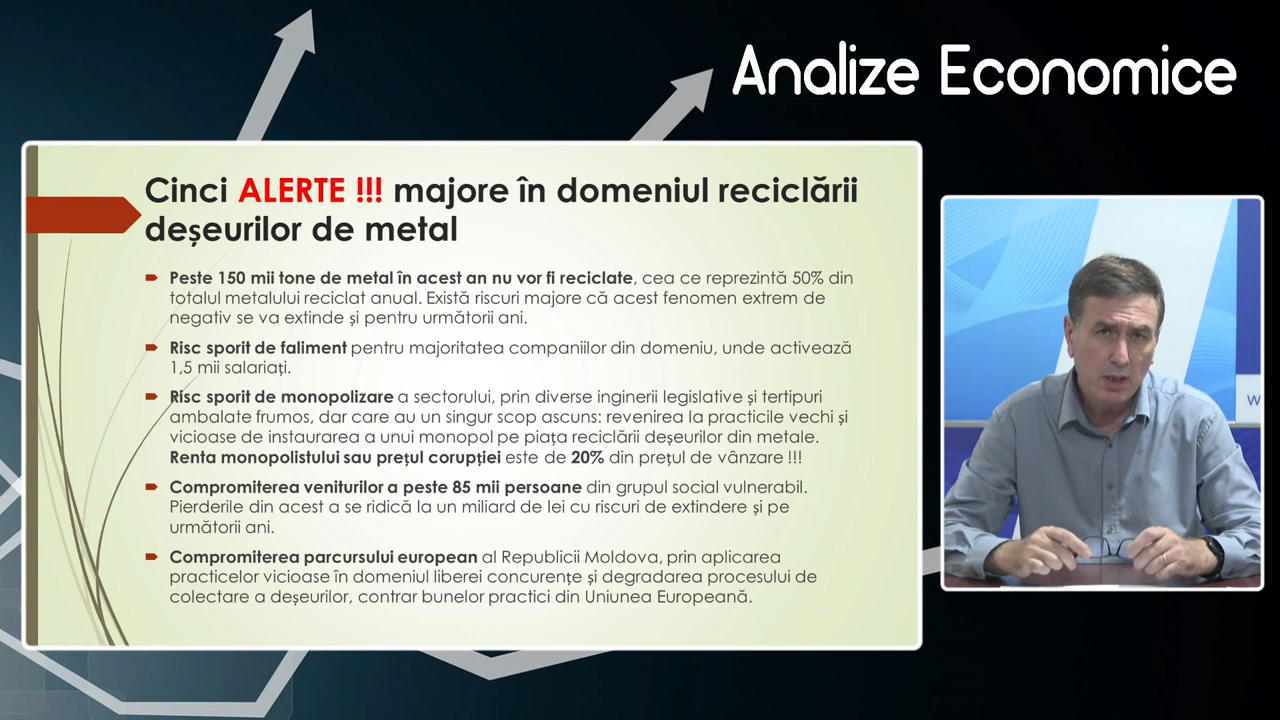 Analize Economice
Cinci ALERTE !!! majore în domeniul reciclării
deșeurilor de metal
Peste 150 mii tone de metal în acest an nu vor fi reciclate, cea ce reprezintă 50% din
totalul metalului reciclat anual. Există riscuri majore că acest fenomen extrem de
negativ se va extinde și pentru următorii ani.
Risc sporit de faliment pentru majoritatea companiilor din domeniu, unde activează
1,5 mii salariați.
Risc sporit de monopolizare a sectorului, prin diverse inginerii legislative și tertipuri
ambalate frumos, dar care au un singur scop ascuns: revenirea la practicile vechi și
vicioase de instaurarea a unui monopol pe piața reciclării deșeurilor din metale.
Renta monopolistului sau prețul corupției este de 20% din prețul de vânzare !!!
Compromiterea veniturilor a peste 85 mii persoane din grupul social vulnerabil.
Pierderile din acest a se ridică la un miliard de lei cu riscuri de extindere și pe
următorii ani.
Compromiterea parcursului european al Republicii Moldova, prin aplicarea
practicelor vicioase în domeniul liberei concurențe și degradarea procesului de
colectare a deșeurilor, contrar bunelor practici din Uniunea Europeană.
W